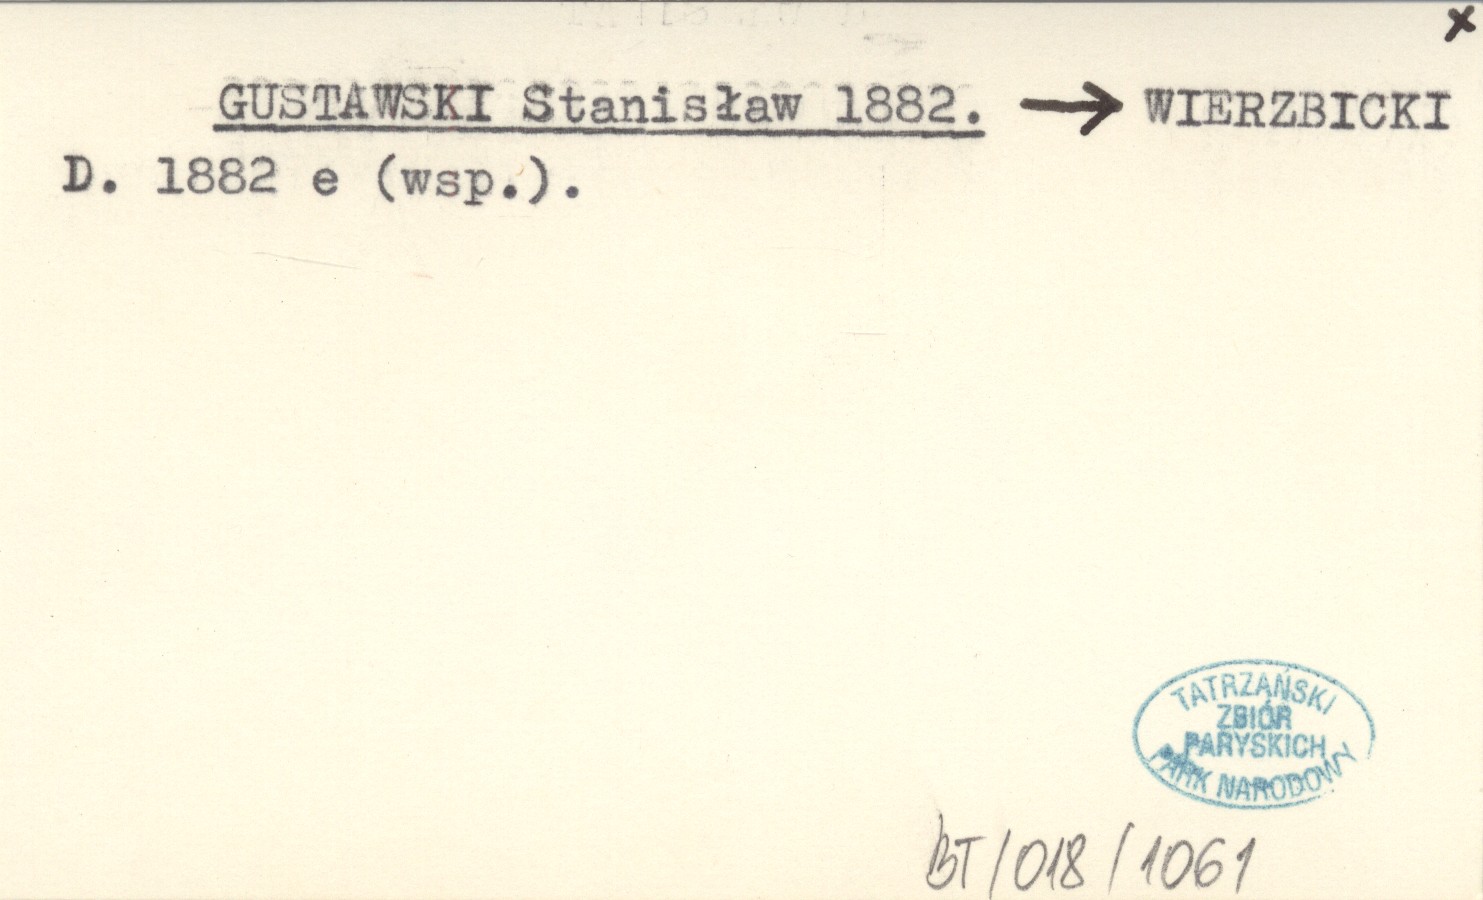 x
GUSTAWSKI Stanisław 1882. → WIERZBICKI
D. 1882 e (wsp.).
TATRZAŃSKI
ZBIÓR
PARYSKICH
PARK NARODOWY
BT/018/1061